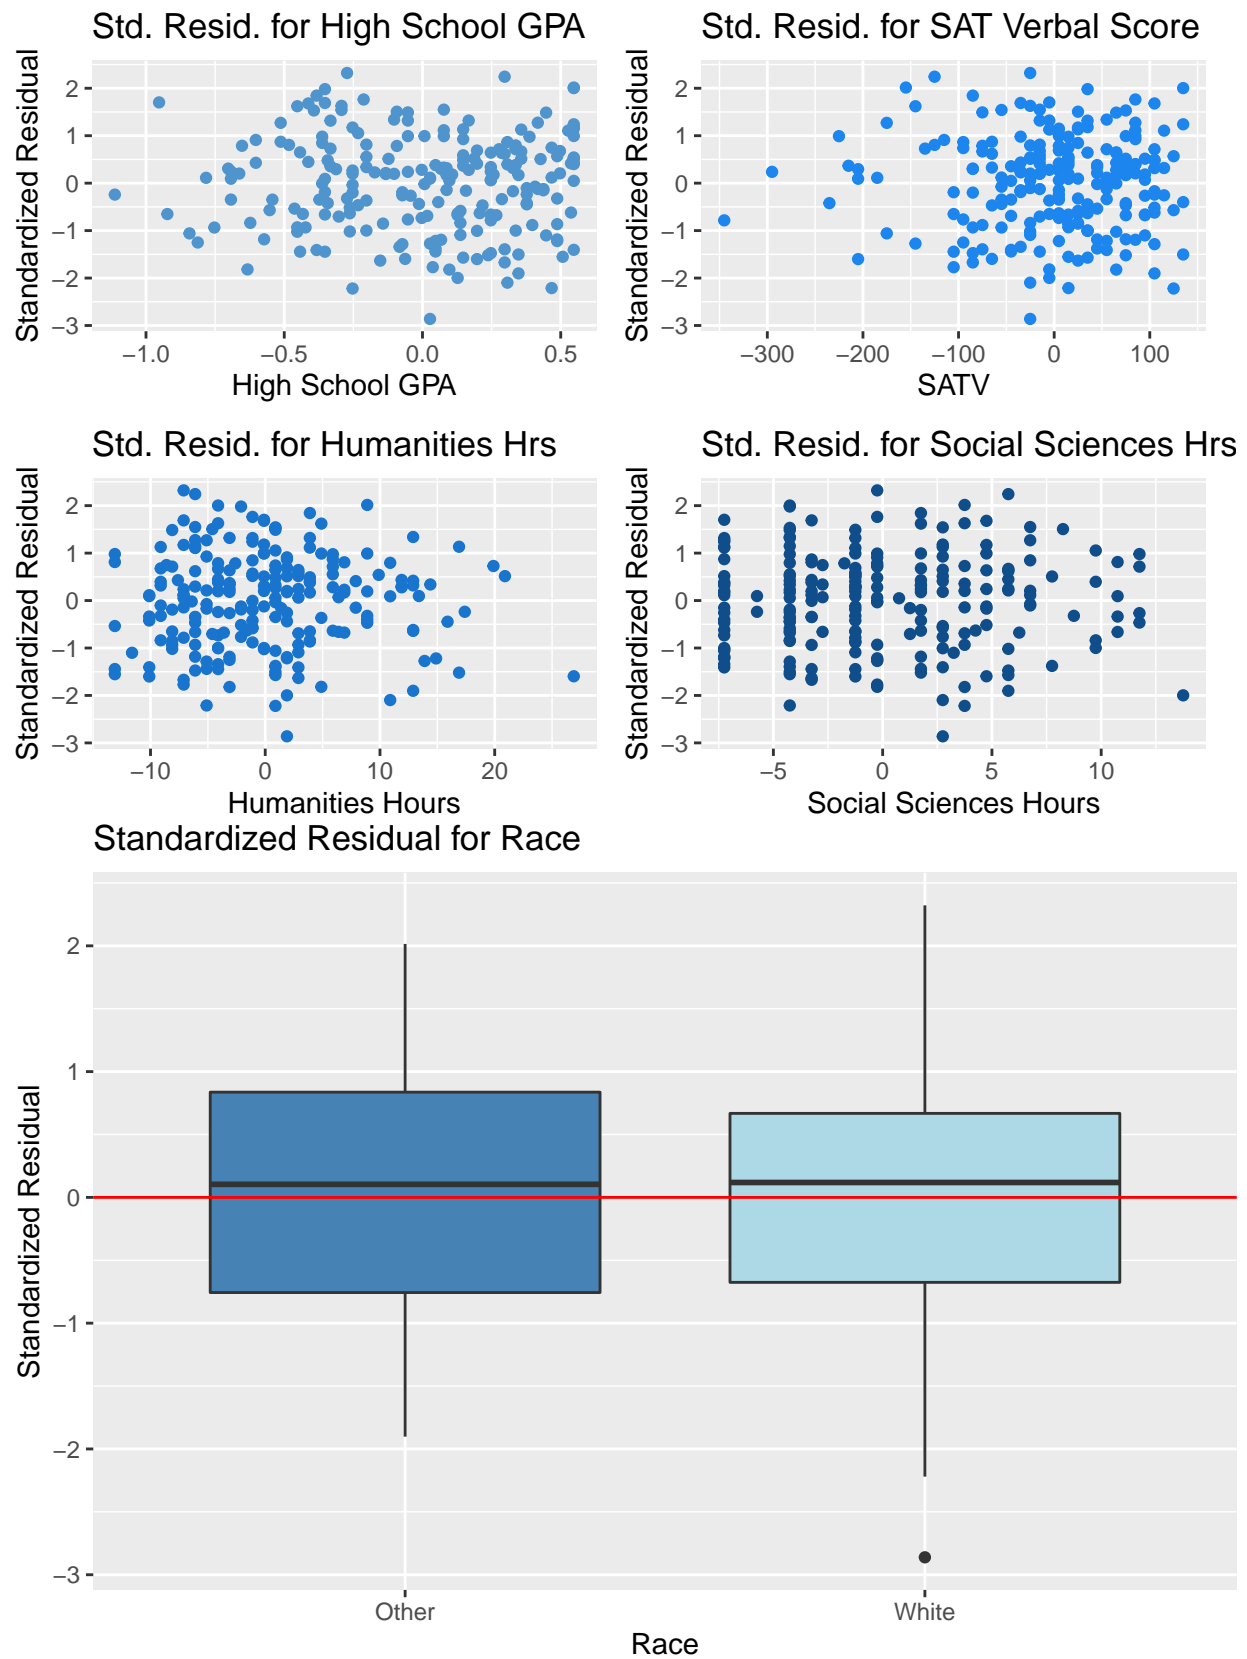 Std. Resid. for High School GPA
Standardized Residual
2
1
0
−1
−2
−3
−1.0 −0.5 0.0 0.5
High School GPA
Std. Resid. for SAT Verbal Score
Standardized Residual
2
1
0
−1
−2
−3
−300 −200 −100 0 100
SATV
Std. Resid. for Humanities Hrs
Standardized Residual
2
1
0
−1
−2
−3
−10 0 10 20
Humanities Hours
Std. Resid. for Social Sciences Hrs
Standardized Residual
2
1
0
−1
−2
−3
−5 0 5 10
Social Sciences Hours
Standardized Residual for Race
Standardized Residual
2
1
0
−1
−2
−3
Other White
Race